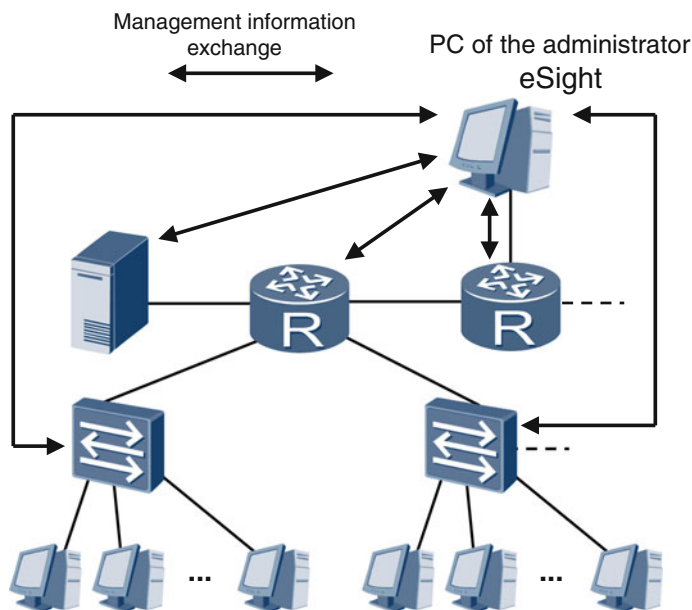 Management information
exchange
PC of the administrator
eSight
R
R
...
...